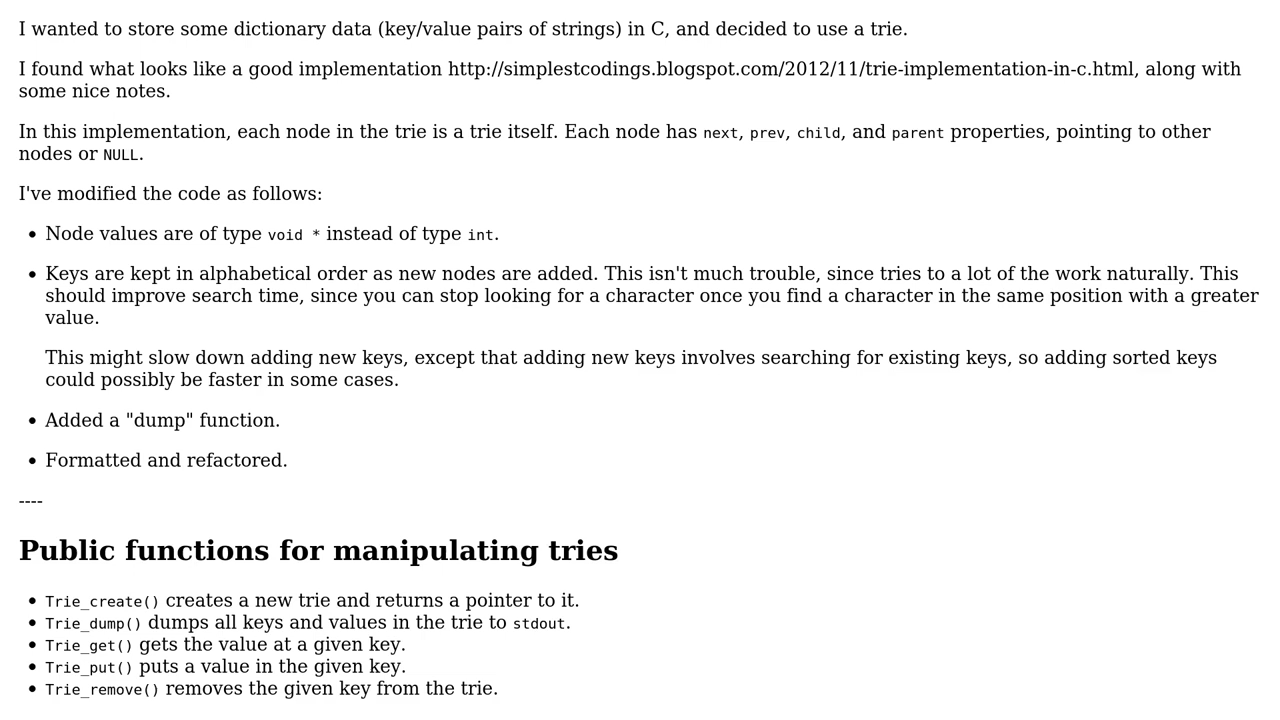 I wanted to store some dictionary data (key/value pairs of strings) in C, and decided to use a trie.
I found what looks like a good implementation http://simplestcodings.blogspot.com/2012/11/trie-implementation-in-c.html, along with
some nice notes.
In this implementation, each node in the trie is a trie itself. Each node has next, prev, child, and parent properties, pointing to other
nodes or NULL.
I've modified the code as follows:
• Node values are of type void * instead of type int.
• Keys are kept in alphabetical order as new nodes are added. This isn't much trouble, since tries to a lot of the work naturally. This
should improve search time, since you can stop looking for a character once you find a character in the same position with a greater
value.
This might slow down adding new keys, except that adding new keys involves searching for existing keys, so adding sorted keys
could possibly be faster in some cases.
• Added a "dump" function.
• Formatted and refactored.
----
Public functions for manipulating tries
• Trie_create() creates a new trie and returns a pointer to it.
• Trie_dump() dumps all keys and values in the trie to stdout.
• Trie_get() gets the value at a given key.
• Trie_put() puts a value in the given key.
• Trie_remove() removes the given key from the trie.